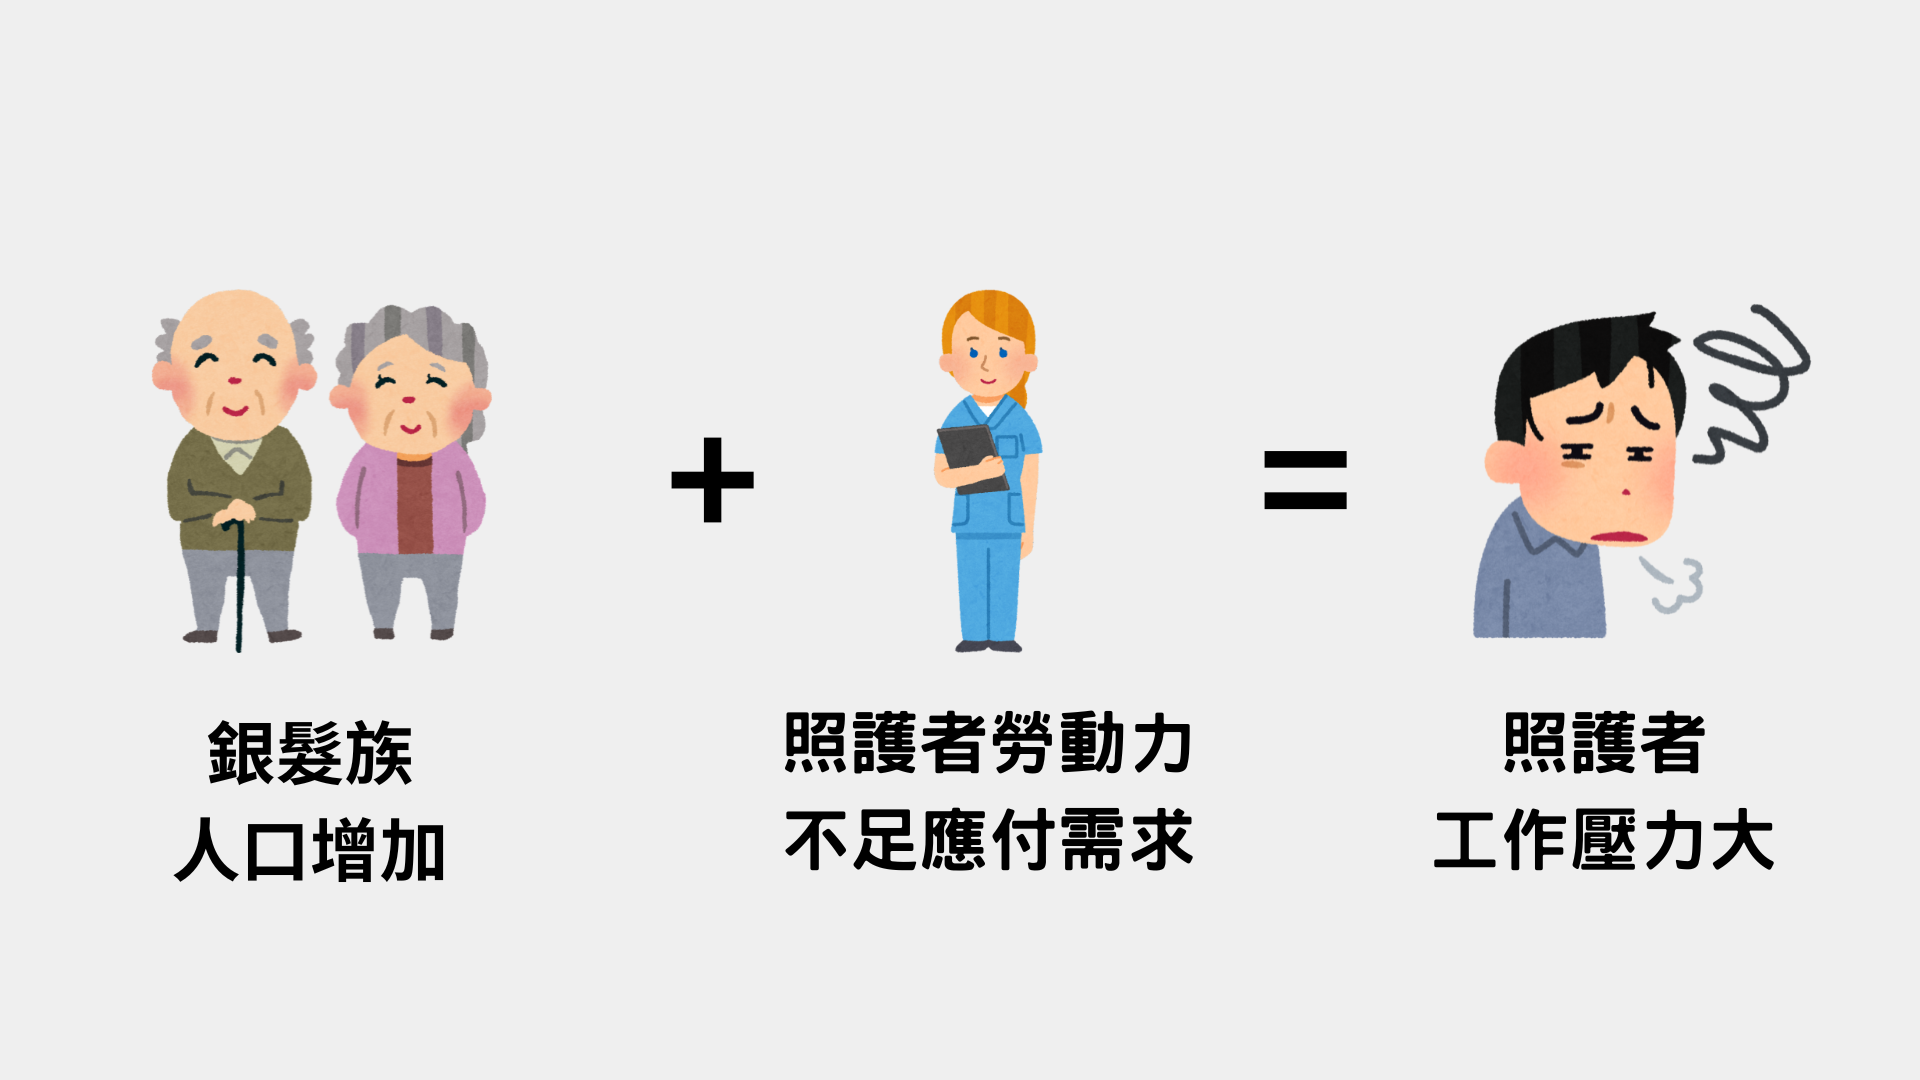 銀髮族
人口增加
+
照護者勞動力
不足應付需求
=
照護者
工作壓力大